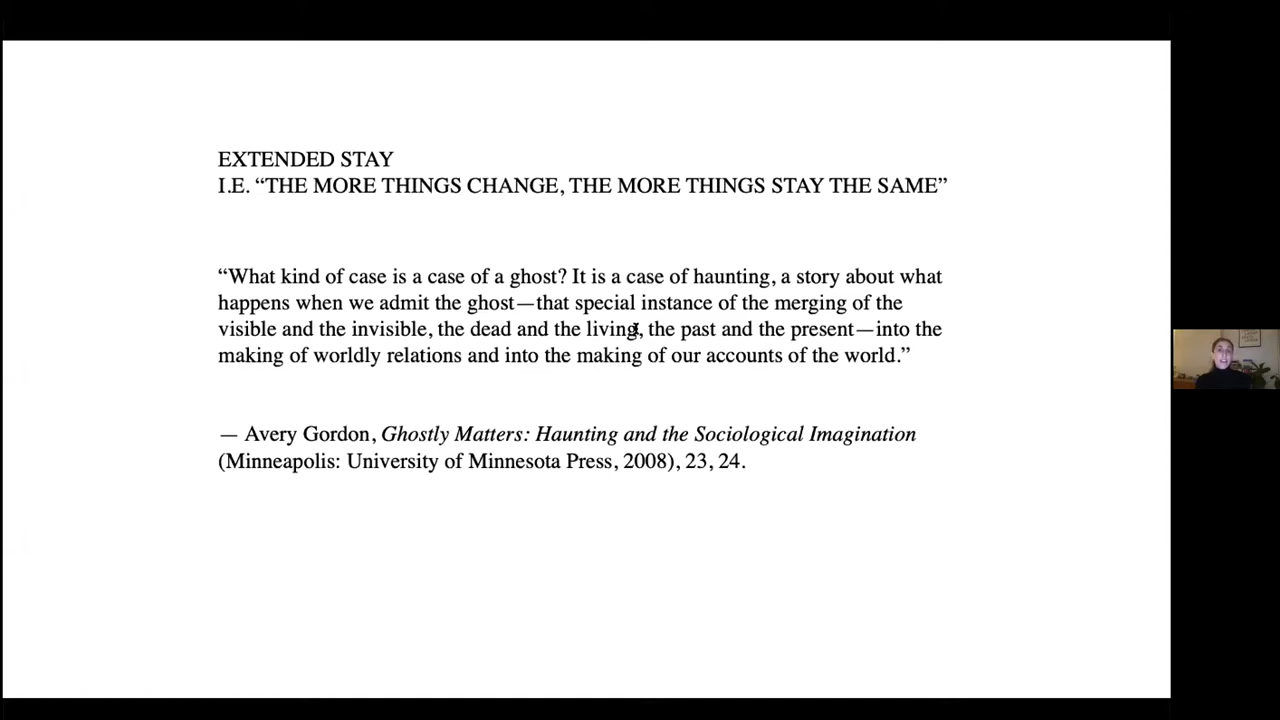 EXTENDED STAY
I.E. “THE MORE THINGS CHANGE, THE MORE THINGS STAY THE SAME”
“What kind of case is a case of a ghost? It is a case of haunting, a story about what
happens when we admit the ghost—that special instance of the merging of the
visible and the invisible, the dead and the living, the past and the present—into the
making of worldly relations and into the making of our accounts of the world.”
— Avery Gordon, Ghostly Matters: Haunting and the Sociological Imagination
(Minneapolis: University of Minnesota Press, 2008), 23, 24.